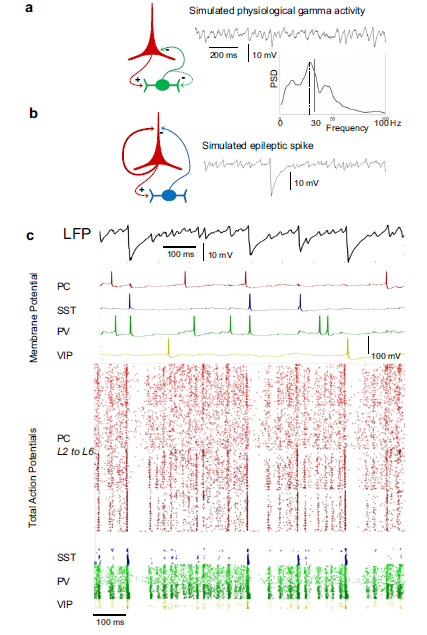 a
Simulated physiological gamma activity
+
-
-
200 ms
10 mV
PSD
0
30
100 Hz
Frequency
b
Simulated epileptic spike
-
+
10 mV
c
LFP
100 ms
10 mV
Membrane Potential
PC
SST
PV
VIP
100 mV
Total Action Potentials
PC
L2 to L6
SST
PV
VIP
100 ms